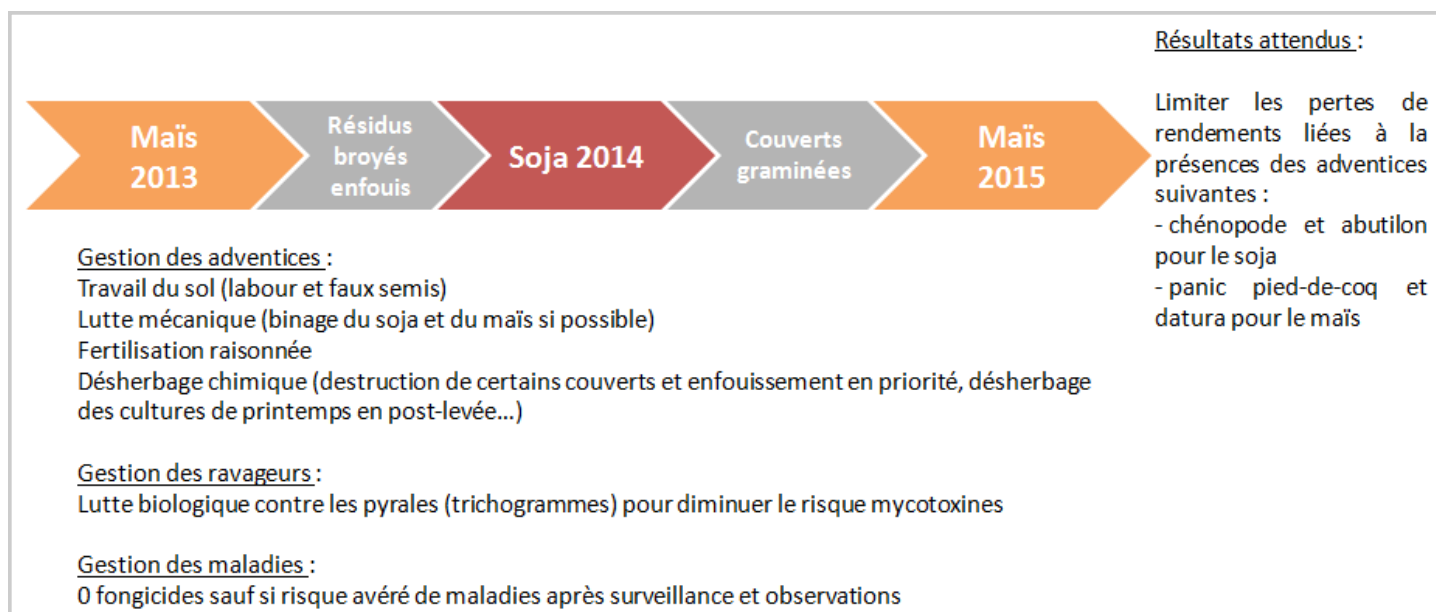 Maïs
2013
Résidus
broyés
enfouis
Soja 2014
Couverts
graminées
Maïs
2015
Résultats attendus :
Limiter les pertes de
rendements liées à la
présences des adventices
suivantes :
- chénopode et abutilon
pour le soja
- panic pied-de-coq et
datura pour le maïs
Gestion des adventices :
Travail du sol (labour et faux semis)
Lutte mécanique (binage du soja et du maïs si possible)
Fertilisation raisonnée
Désherbage chimique (destruction de certains couverts et enfouissement en priorité, désherbage
des cultures de printemps en post-levée...)
Gestion des ravageurs :
Lutte biologique contre les pyrales (trichogrammes) pour diminuer le risque mycotoxines
Gestion des maladies :
0 fongicides sauf si risque avéré de maladies après surveillance et observations